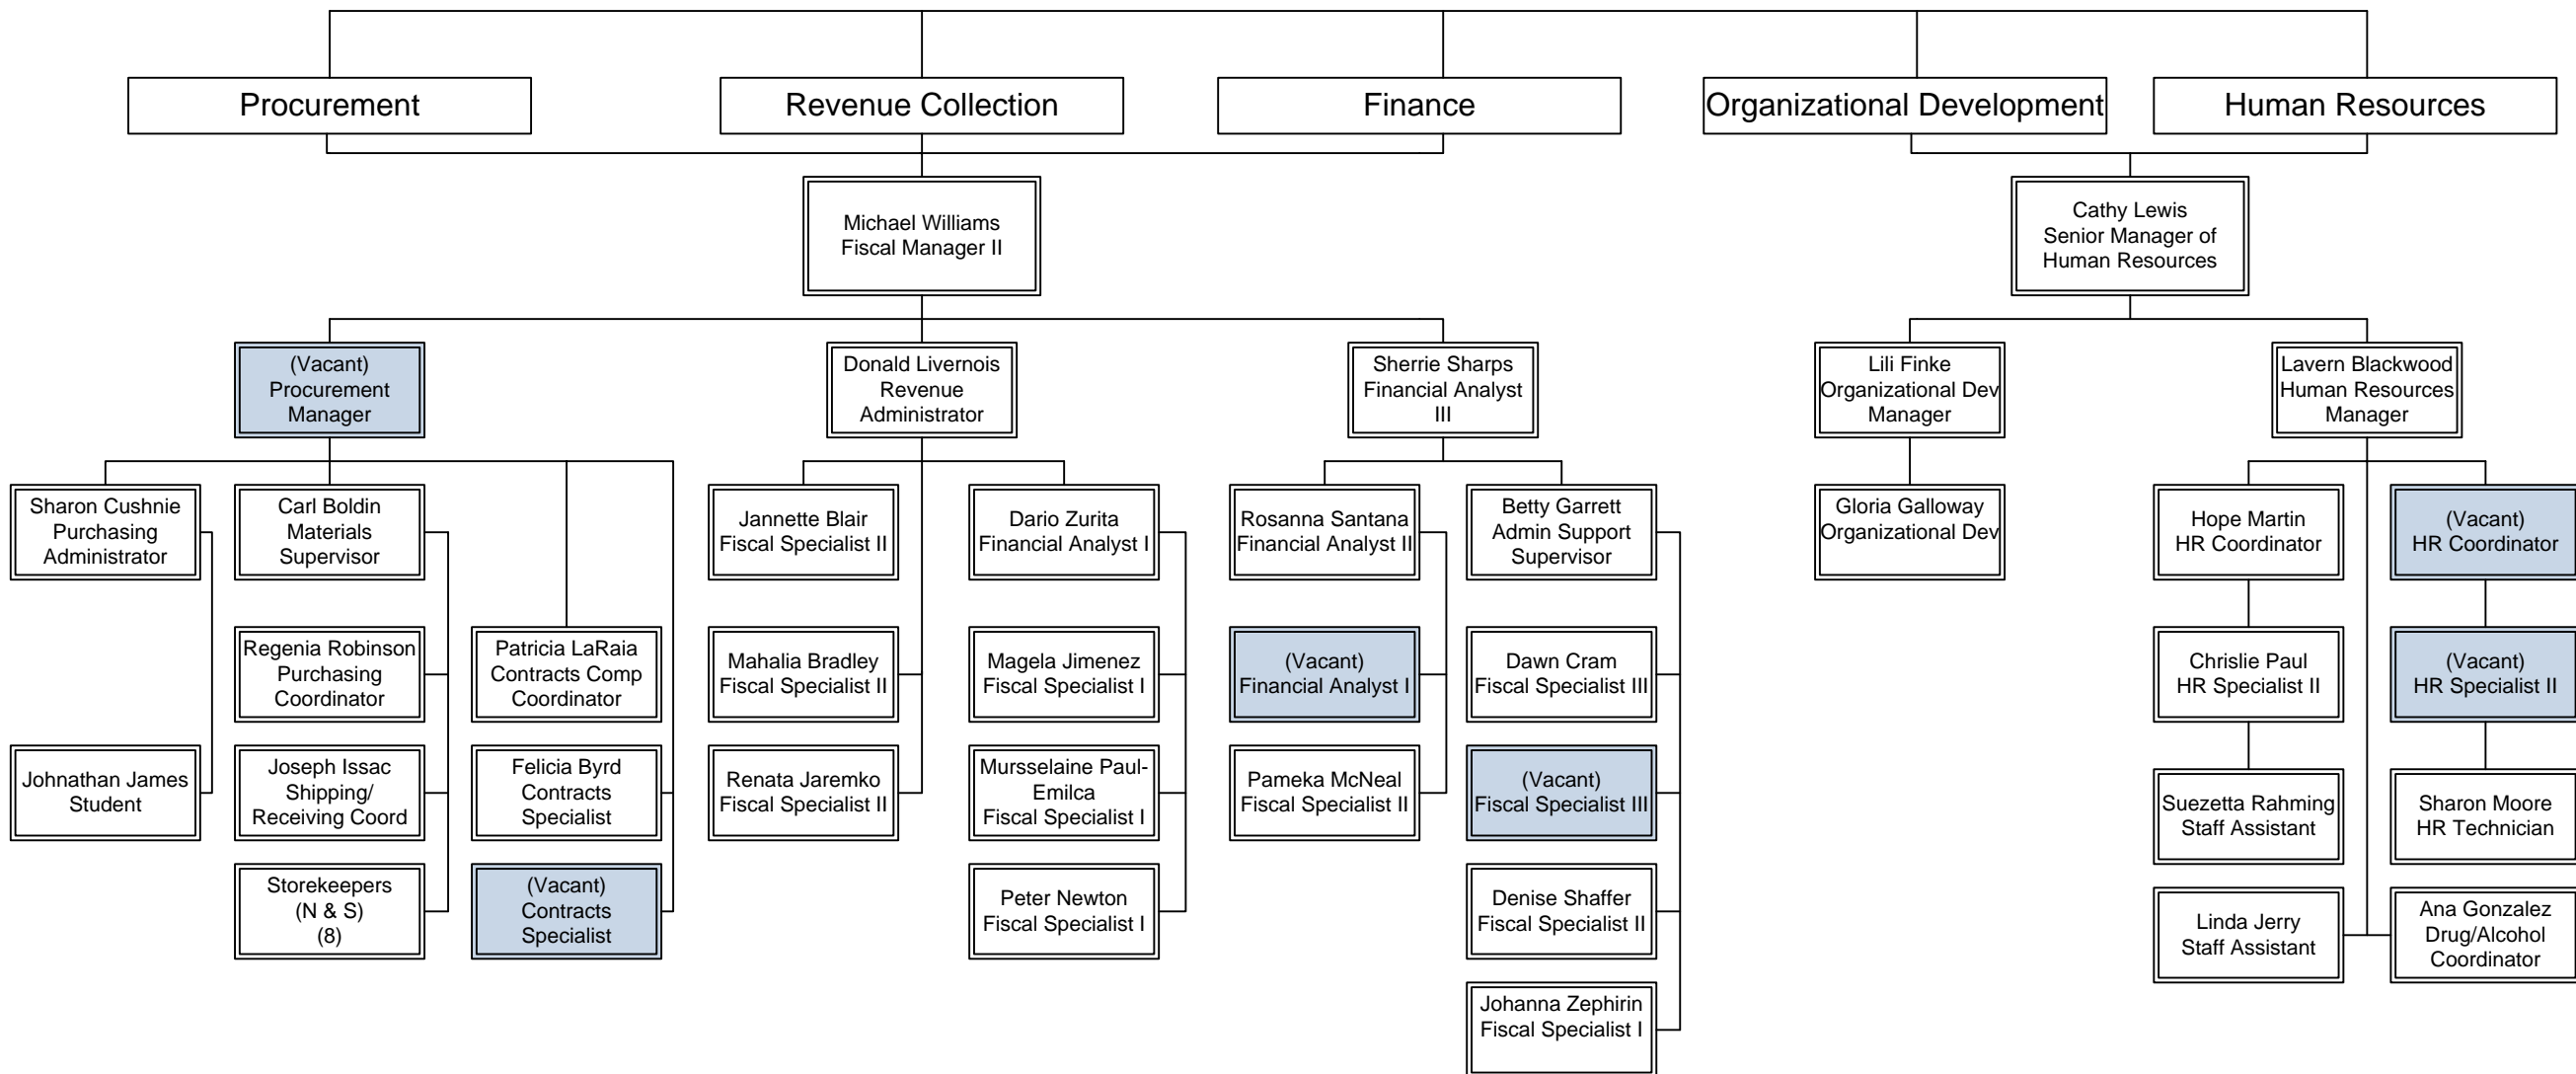 Procurement
Revenue Collection
Finance
Organizational Development
Human Resources
Michael Williams
Fiscal Manager II
Cathy Lewis
Senior Manager of
Human Resources
(Vacant)
Procurement
Manager
Donald Livernois
Revenue
Administrator
Sherrie Sharps
Financial Analyst
III
Lili Finke
Organizational Dev
Manager
Lavern Blackwood
Human Resources
Manager
Sharon Cushnie
Purchasing
Administrator
Carl Boldin
Materials
Supervisor
Jannette Blair
Fiscal Specialist II
Dario Zurita
Financial Analyst I
Rosanna Santana
Financial Analyst II
Betty Garrett
Admin Support
Supervisor
Gloria Galloway
Organizational Dev
Hope Martin
HR Coordinator
(Vacant)
HR Coordinator
Regenia Robinson
Purchasing
Coordinator
Patricia LaRaia
Contracts Comp
Coordinator
Mahalia Bradley
Fiscal Specialist II
Magela Jimenez
Fiscal Specialist I
(Vacant)
Financial Analyst I
Dawn Cram
Fiscal Specialist III
Chrislie Paul
HR Specialist II
(Vacant)
HR Specialist II
Johnathan James
Student
Joseph Issac
Shipping/
Receiving Coord
Felicia Byrd
Contracts
Specialist
Renata Jaremko
Fiscal Specialist II
Mursselaine Paul-
Emilca
Fiscal Specialist I
Pameka McNeal
Fiscal Specialist II
(Vacant)
Fiscal Specialist III
Suezetta Rahming
Staff Assistant
Sharon Moore
HR Technician
Storekeepers
(N & S)
(8)
(Vacant)
Contracts
Specialist
Peter Newton
Fiscal Specialist I
Denise Shaffer
Fiscal Specialist II
Linda Jerry
Staff Assistant
Ana Gonzalez
Drug/Alcohol
Coordinator
Johanna Zephirin
Fiscal Specialist I